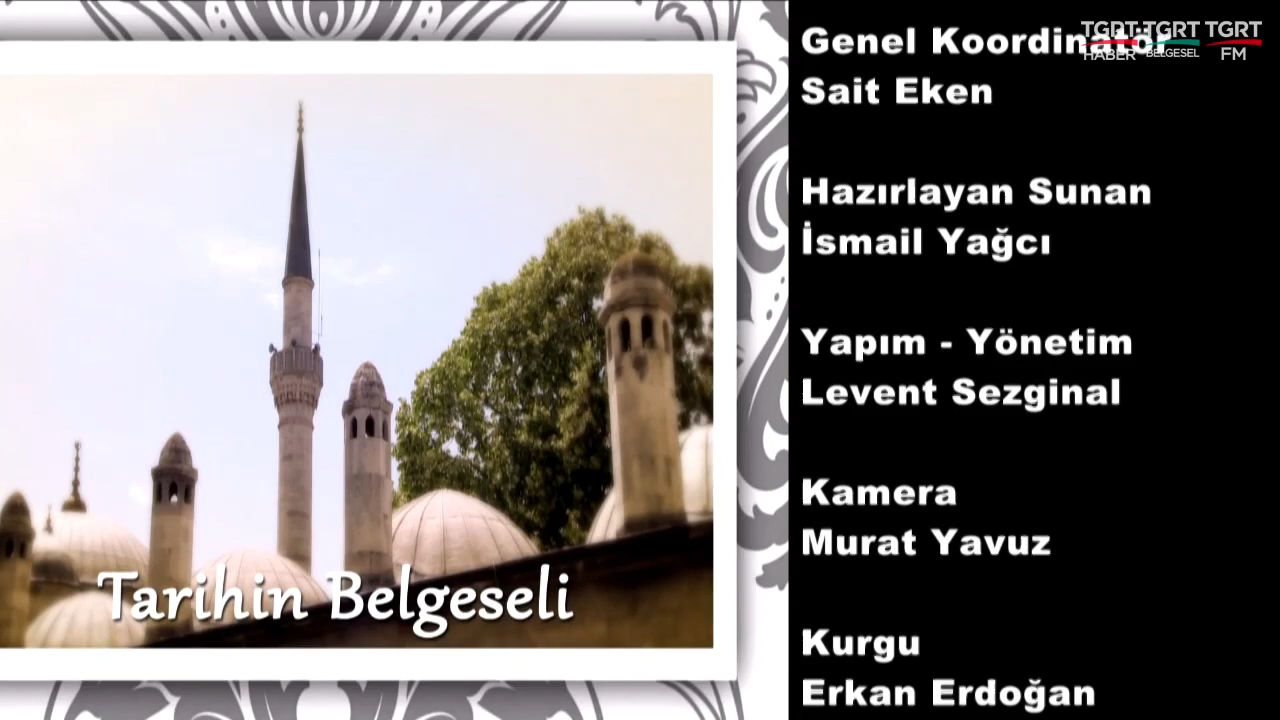 TGRT TGRT TGRT
HABER BELGESEL FM
Genel Koordinatör
Sait Eken
Hazırlayan Sunan
İsmail Yağcı
Yapım - Yönetim
Levent Sezginal
Kamera
Murat Yavuz
Kurgu
Erkan Erdoğan
Tarihin Belgeseli